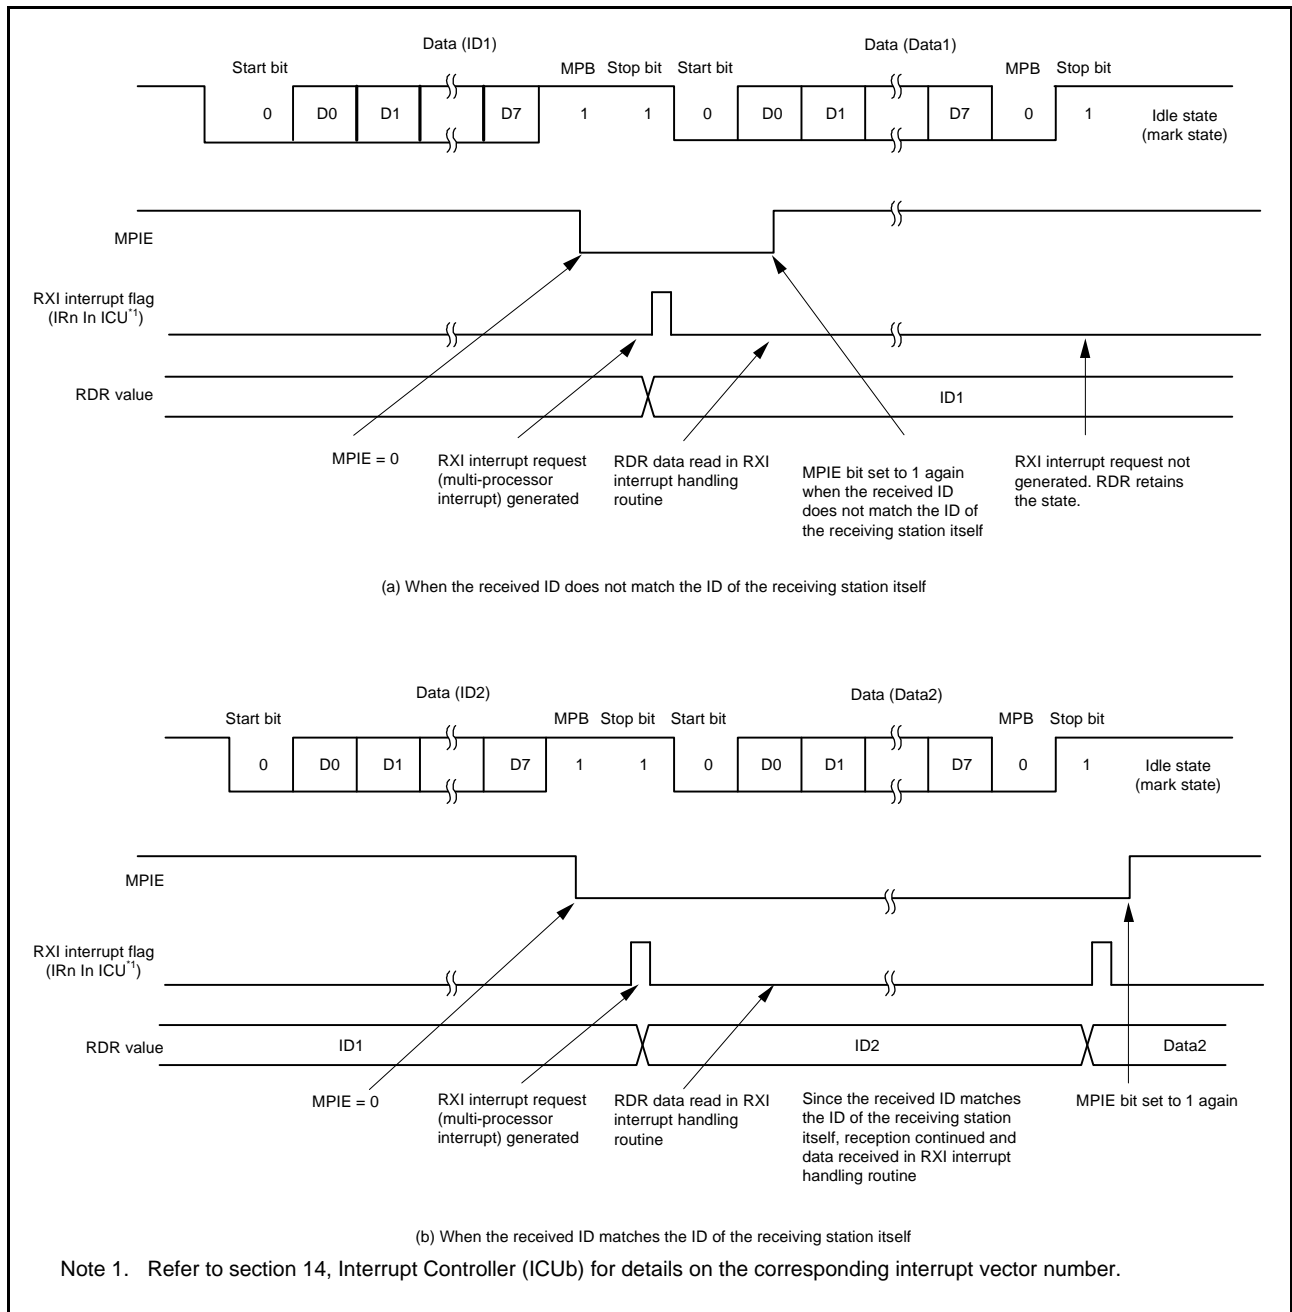 Data (ID1) Data (Data1)
Start bit MPB Stop bit Start bit MPB Stop bit
0 D0 D1 D7 1 1 0 D0 D1 D7 0 1 Idle state
(mark state)
MPIE
RXI interrupt flag
(IRn In ICU*1)
RDR value ID1
MPIE = 0
RXI interrupt request
(multi-processor
interrupt) generated
RDR data read in RXI
interrupt handling
routine
MPIE bit set to 1 again
when the received ID
does not match the ID of
the receiving station itself
RXI interrupt request not
generated. RDR retains
the state.
(a) When the received ID does not match the ID of the receiving station itself
Data (ID2) Data (Data2)
Start bit MPB Stop bit Start bit MPB Stop bit
0 D0 D1 D7 1 1 0 D0 D1 D7 0 1 Idle state
(mark state)
MPIE
RXI interrupt flag
(IRn In ICU*1)
RDR value ID1 ID2 Data2
MPIE = 0
RXI interrupt request
(multi-processor
interrupt) generated
RDR data read in RXI
interrupt handling
routine
Since the received ID matches
the ID of the receiving station
itself, reception continued and
data received in RXI interrupt
handling routine
MPIE bit set to 1 again
(b) When the received ID matches the ID of the receiving station itself
Note 1. Refer to section 14, Interrupt Controller (ICUb) for details on the corresponding interrupt vector number.